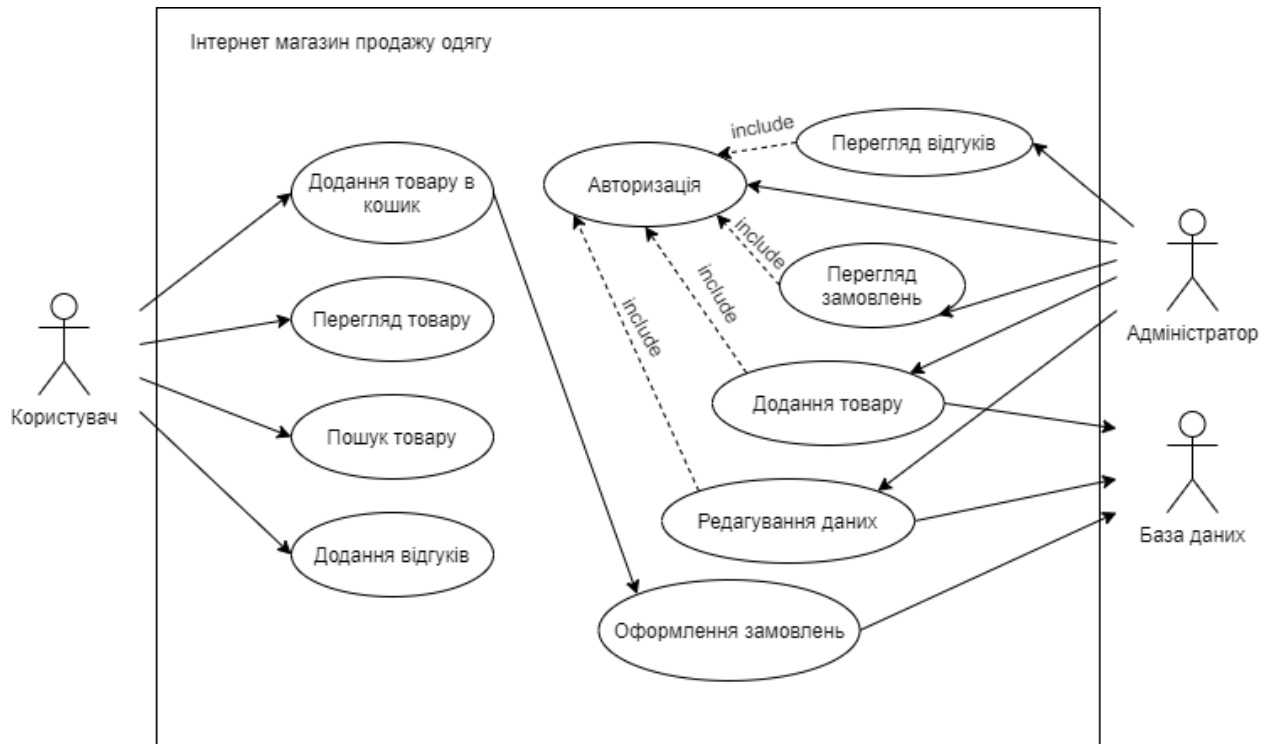 Інтернет магазин продажу одягу
Додання товару в
кошик
Перегляд товару
Пошук товару
Додання відгуків
Користувач
Авторизація
include
Перегляд відгуків
include
Перегляд
замовлень
include
Додання товару
include
Редагування даних
Оформлення замовлень
Адміністратор
База даних